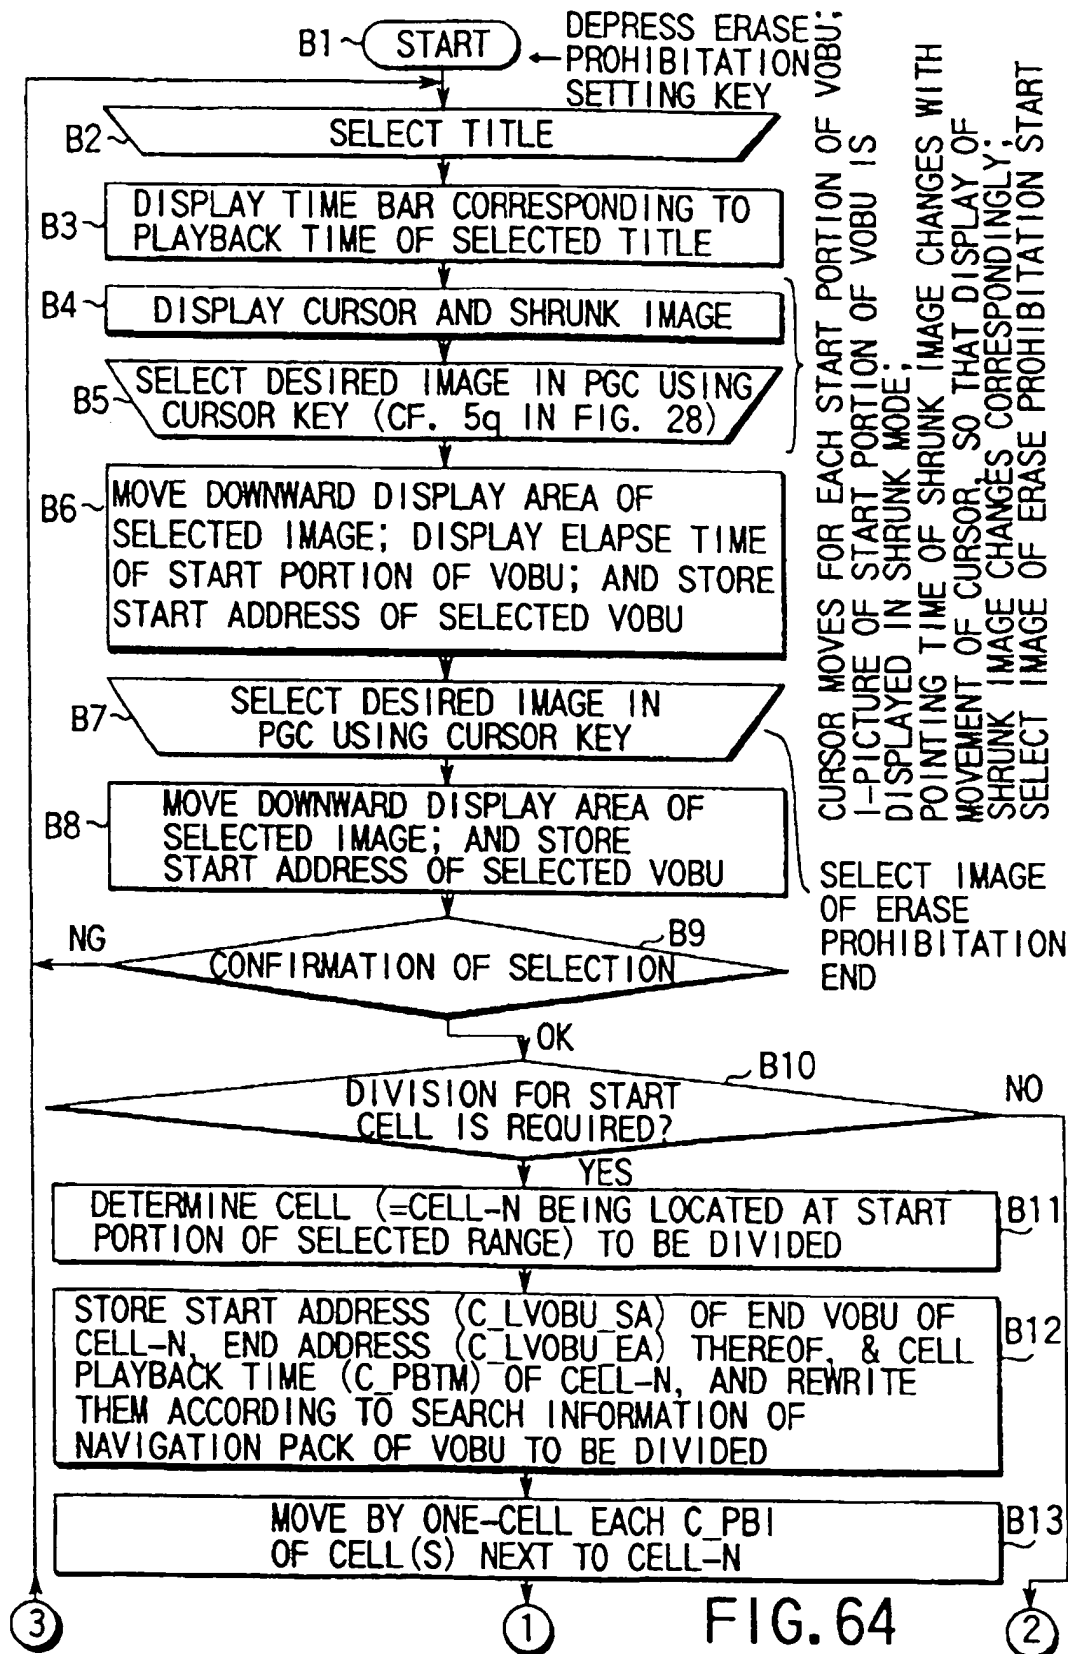 B1
START
DEPRESS ERASE
PROHIBITATION
SETTING KEY
B2
SELECT TITLE
B3
DISPLAY TIME BAR CORRESPONDING TO
PLAYBACK TIME OF SELECTED TITLE
B4
DISPLAY CURSOR AND SHRUNK IMAGE
B5
SELECT DESIRED IMAGE IN PGC USING
CURSOR KEY (CF. 5q IN FIG. 28)
CURSOR MOVES FOR EACH START PORTION OF VOBU;
I-PICTURE OF START PORTION OF VOBU IS
DISPLAYED IN SHRUNK MODE;
POINTING TIME OF SHRUNK IMAGE CHANGES WITH
MOVEMENT OF CURSOR, SO THAT DISPLAY OF
SHRUNK IMAGE CHANGES CORRESPONDINGLY;
SELECT IMAGE OF ERASE PROHIBITATION START
B6
MOVE DOWNWARD DISPLAY AREA OF
SELECTED IMAGE; DISPLAY ELAPSE TIME
OF START PORTION OF VOBU; AND STORE
START ADDRESS OF SELECTED VOBU
B7
SELECT DESIRED IMAGE IN
PGC USING CURSOR KEY
SELECT IMAGE
OF ERASE
PROHIBITATION
END
B8
MOVE DOWNWARD DISPLAY AREA OF
SELECTED IMAGE; AND STORE
START ADDRESS OF SELECTED VOBU
NG
B9
CONFIRMATION OF SELECTION
OK
B10
DIVISION FOR START
CELL IS REQUIRED?
NO
YES
DETERMINE CELL (=CELL-N BEING LOCATED AT START
PORTION OF SELECTED RANGE) TO BE DIVIDED
B11
STORE START ADDRESS (C_LVOBU_SA) OF END VOBU OF
CELL-N, END ADDRESS (C_LVOBU_EA) THEREOF, & CELL
PLAYBACK TIME (C_PBTM) OF CELL-N, AND REWRITE
THEM ACCORDING TO SEARCH INFORMATION OF
NAVIGATION PACK OF VOBU TO BE DIVIDED
B12
MOVE BY ONE-CELL EACH C_PBI
OF CELL(S) NEXT TO CELL-N
B13
3
1
FIG. 64
2